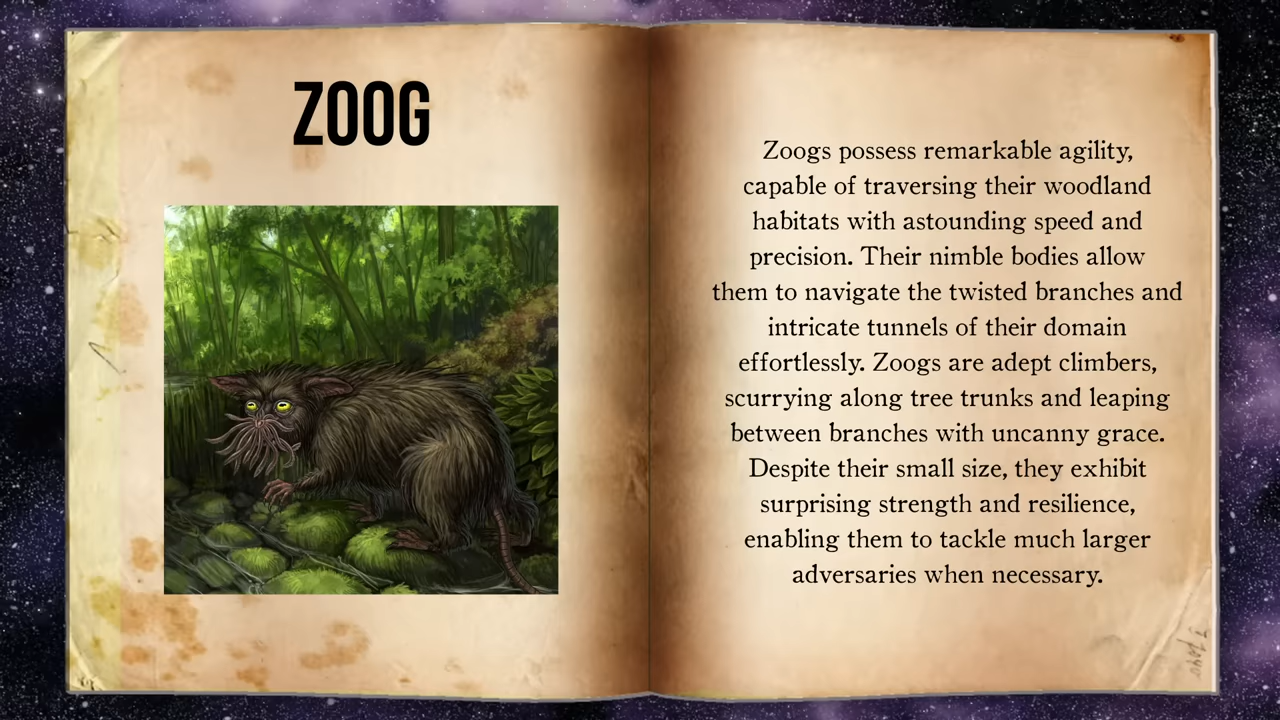 ZOOG
Zoogs possess remarkable agility,
capable of traversing their woodland
habitats with astounding speed and
precision. Their nimble bodies allow
them to navigate the twisted branches and
intricate tunnels of their domain
effortlessly. Zoogs are adept climbers,
scurrying along tree trunks and leaping
between branches with uncanny grace.
Despite their small size, they exhibit
surprising strength and resilience,
enabling them to tackle much larger
adversaries when necessary.